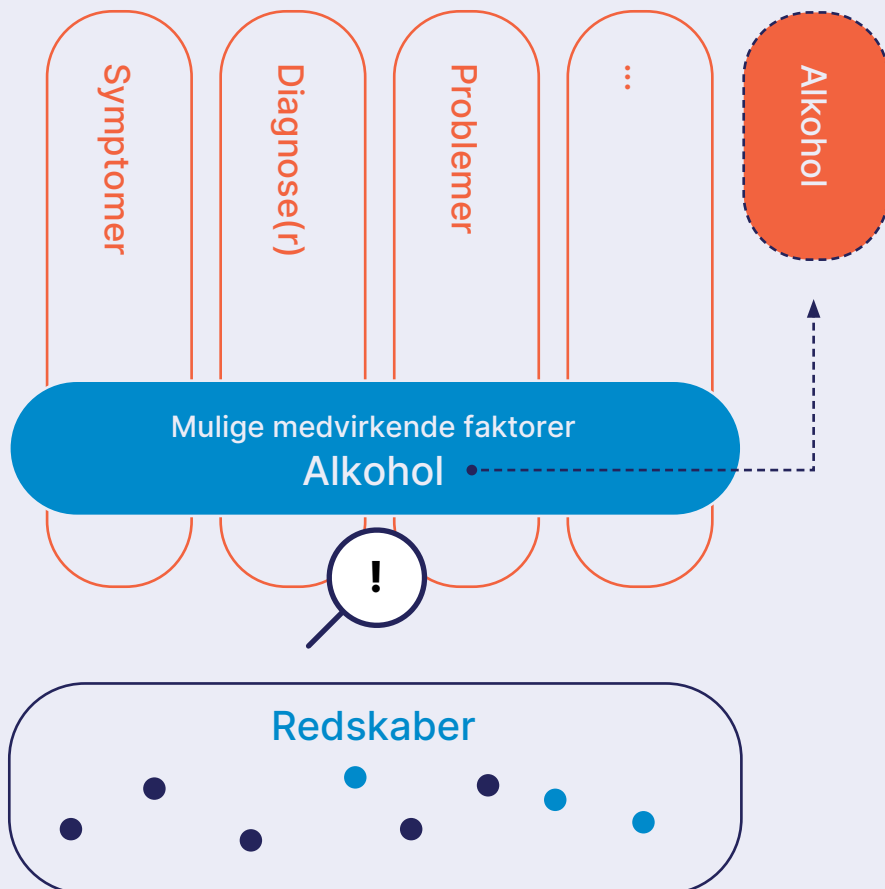 Symptomer
Diagnose(r)
Problemer
...
Alkohol
Mulige medvirkende faktorer
Alkohol
!
Redskaber